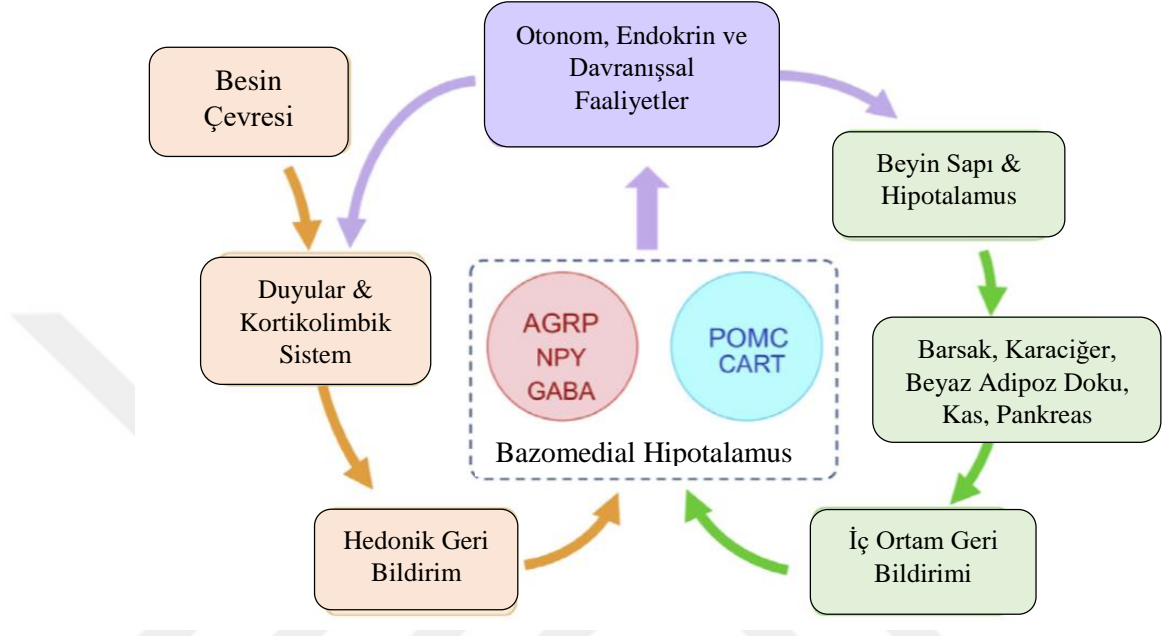 Otonom, Endokrin ve
Davranışsal
Faaliyetler
Besin
Çevresi
Beyin Sapı &
Hipotalamus
Duyular &
Kortikolimbik
Sistem
AGRP
NPY
GABA
POMC
CART
Bazomedial Hipotalamus
Barsak, Karaciğer,
Beyaz Adipoz Doku,
Kas, Pankreas
Hedonik Geri
Bildirim
İç Ortam Geri
Bildirimi